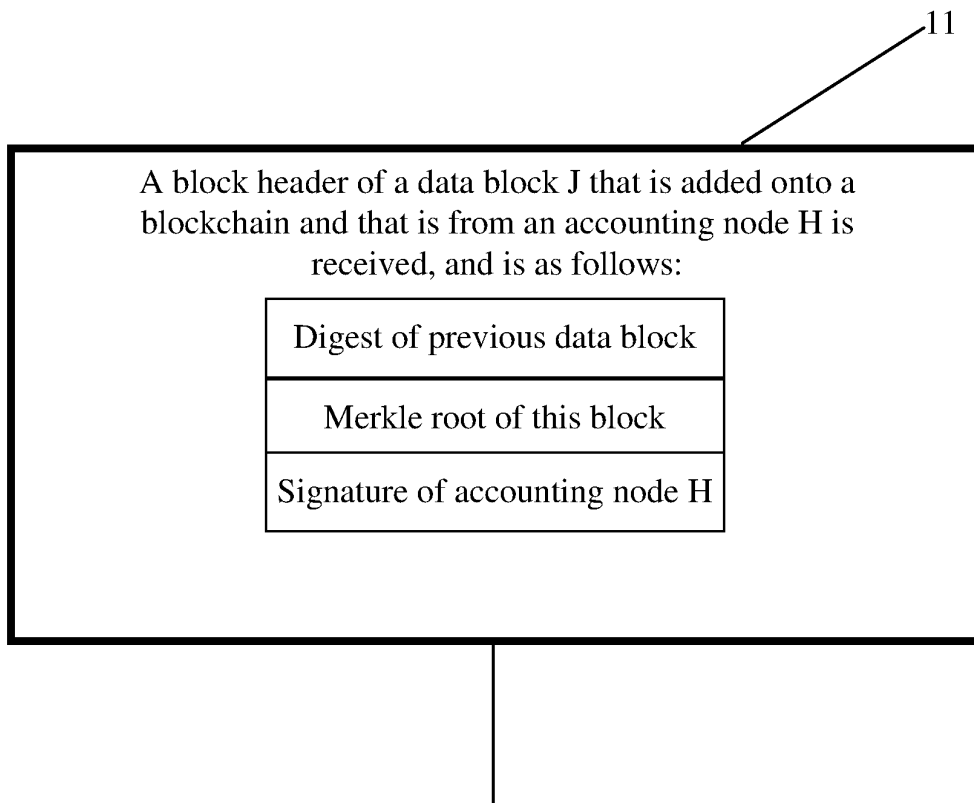 11
A block header of a data block J that is added onto a
blockchain and that is from an accounting node H is
received, and is as follows:
Digest of previous data block
Merkle root of this block
Signature of accounting node H